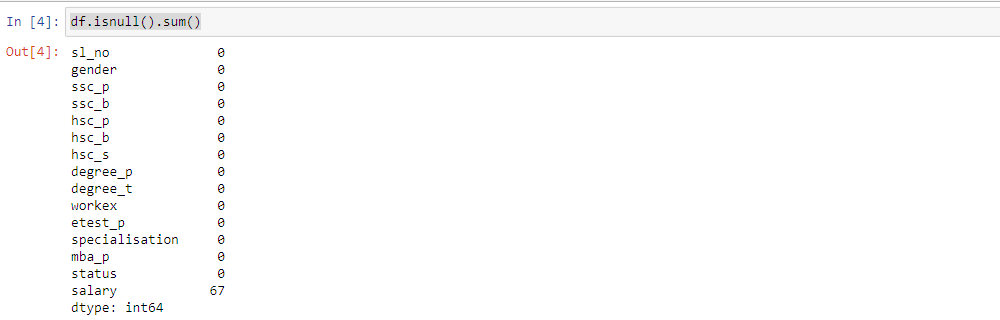 In [4]: df.isnull().sum()
Out[4]: sl_no 0
gender 0
ssc_p 0
ssc_b 0
hsc_p 0
hsc_b 0
hsc_s 0
degree_p 0
degree_t 0
workex 0
etest_p 0
specialisation 0
mba_p 0
status 0
salary 67
dtype: int64